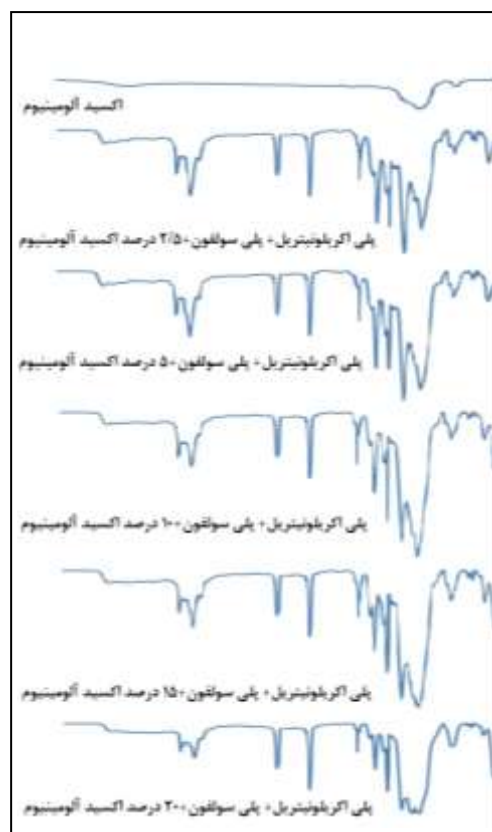 اکسید آلومینیوم
پلی اکریلونیتریل+ پلی سولفون+۲/۵ درصد اکسید آلومینیوم
پلی اکریلونیتریل+ پلی سولفون+۵ درصد اکسید آلومینیوم
پلی اکریلونیتریل+ پلی سولفون+۱۰ درصد اکسید آلومینیوم
پلی اکریلونیتریل+ پلی سولفون+۱۵ درصد اکسید آلومینیوم
پلی اکریلونیتریل+ پلی سولفون+۲۰ درصد اکسید آلومینیوم